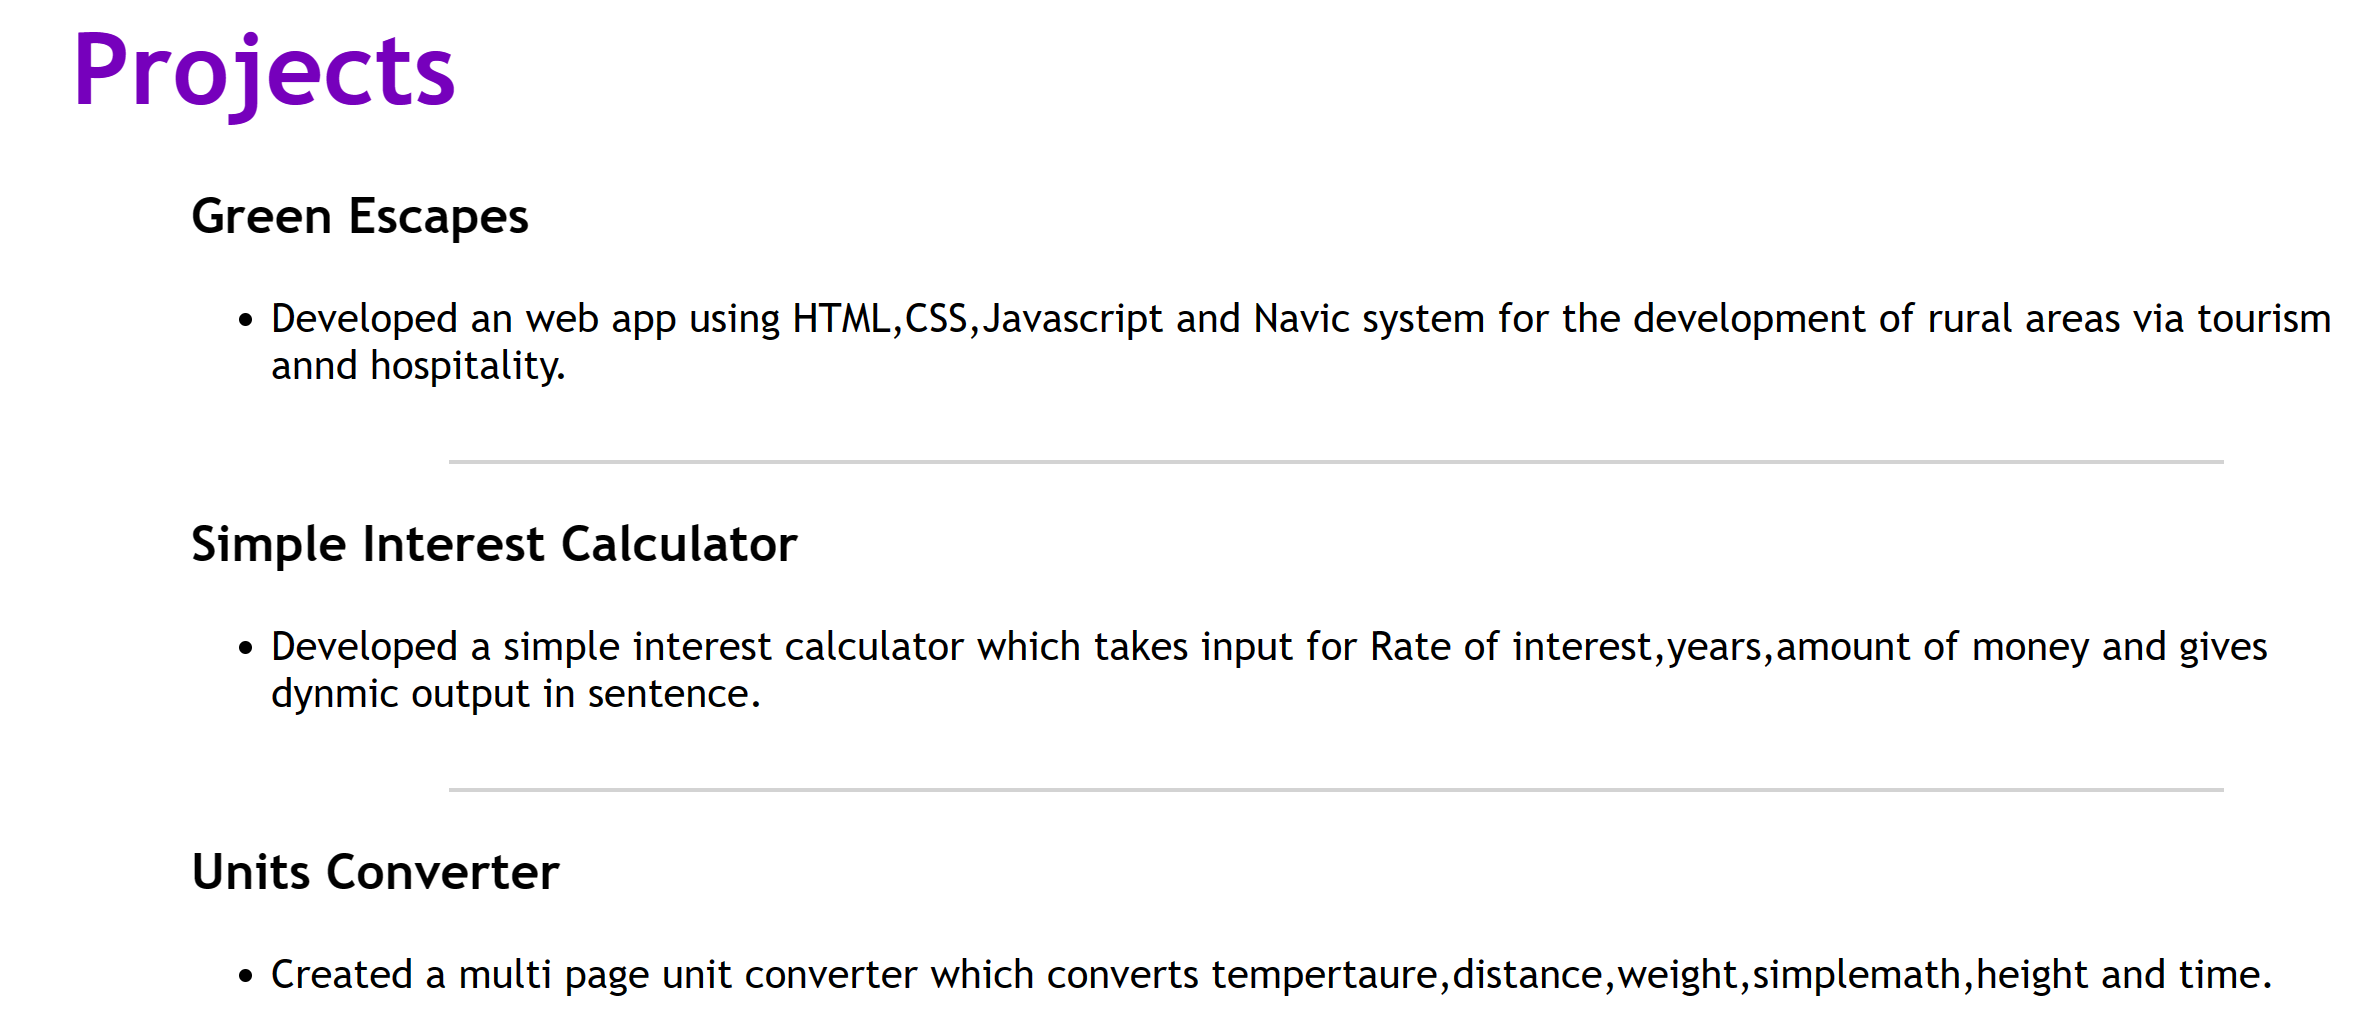 Projects
Green Escapes
• Developed an web app using HTML,CSS,Javascript and Navic system for the development of rural areas via tourism
annd hospitality.
Simple Interest Calculator
• Developed a simple interest calculator which takes input for Rate of interest,years,amount of money and gives
dynmic output in sentence.
Units Converter
• Created a multi page unit converter which converts tempertaure,distance,weight,simplemath,height and time.